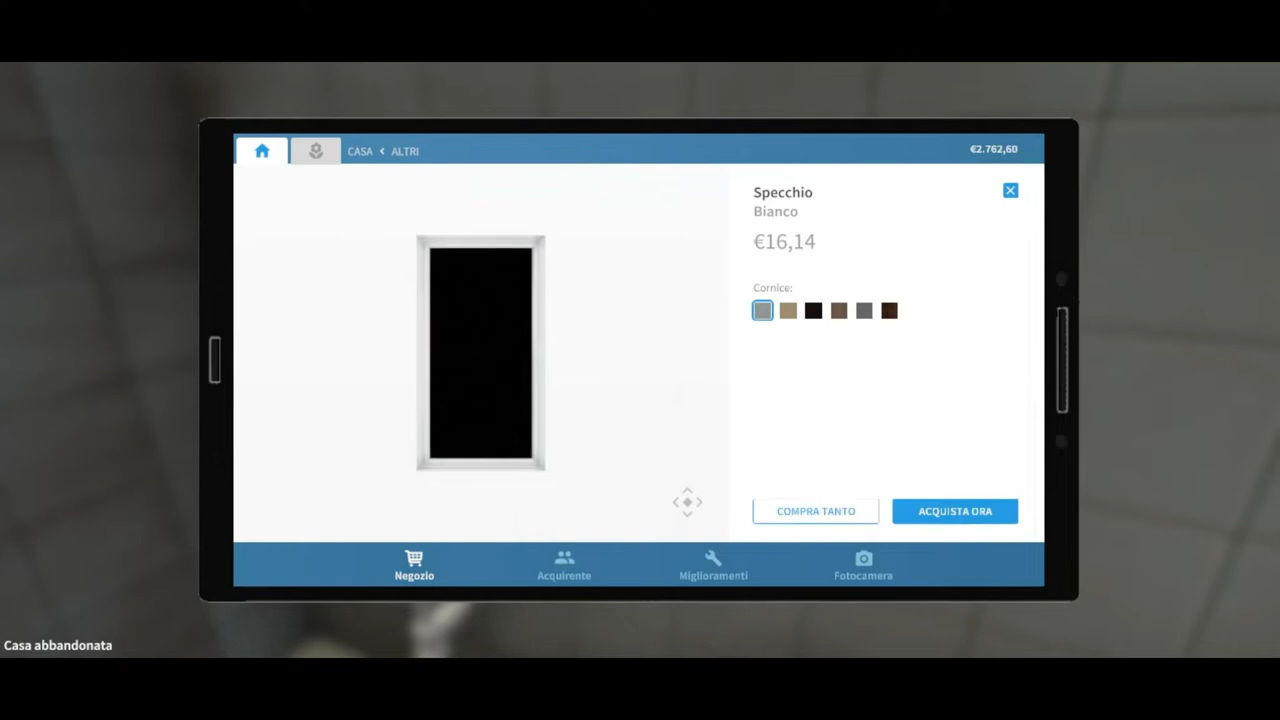 CASA < ALTRI
€2.762,60
Specchio
Bianco
€16,14
Cornice:
COMPRA TANTO
ACQUISTA ORA
Negozio
Acquirente
Miglioramenti
Fotocamera
Casa abbandonata